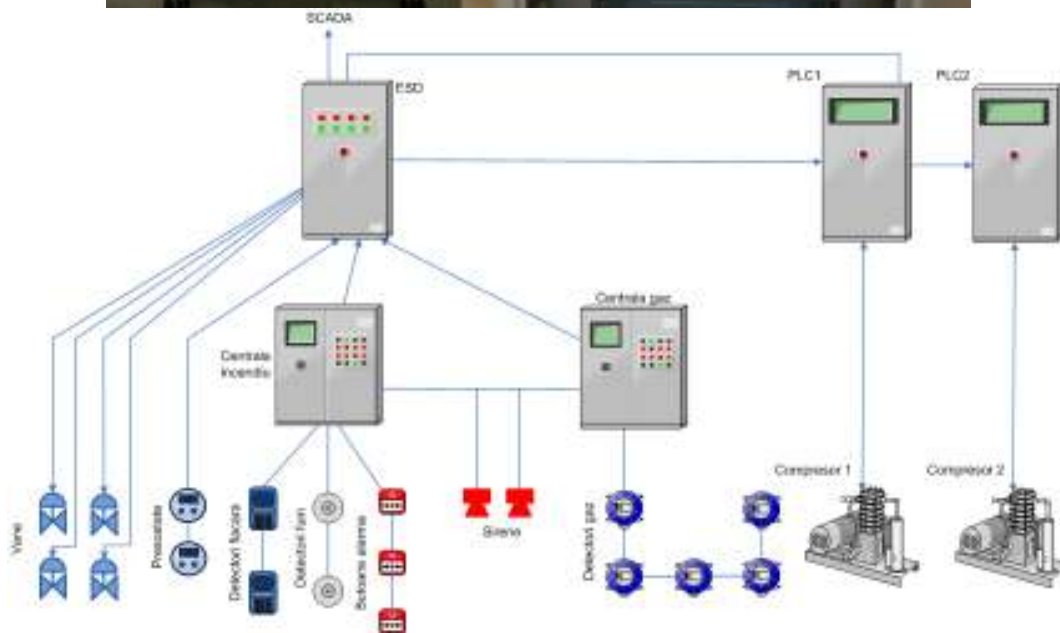 SCADA
ESD
PLC1
PLC2
Centrala gaz
Centrala
incendiu
Compresor 1
Compresor 2
Vane
Presostate
Detectori flacara
Detectori fum
Butoane alarma
Sirene
Detectori gaz